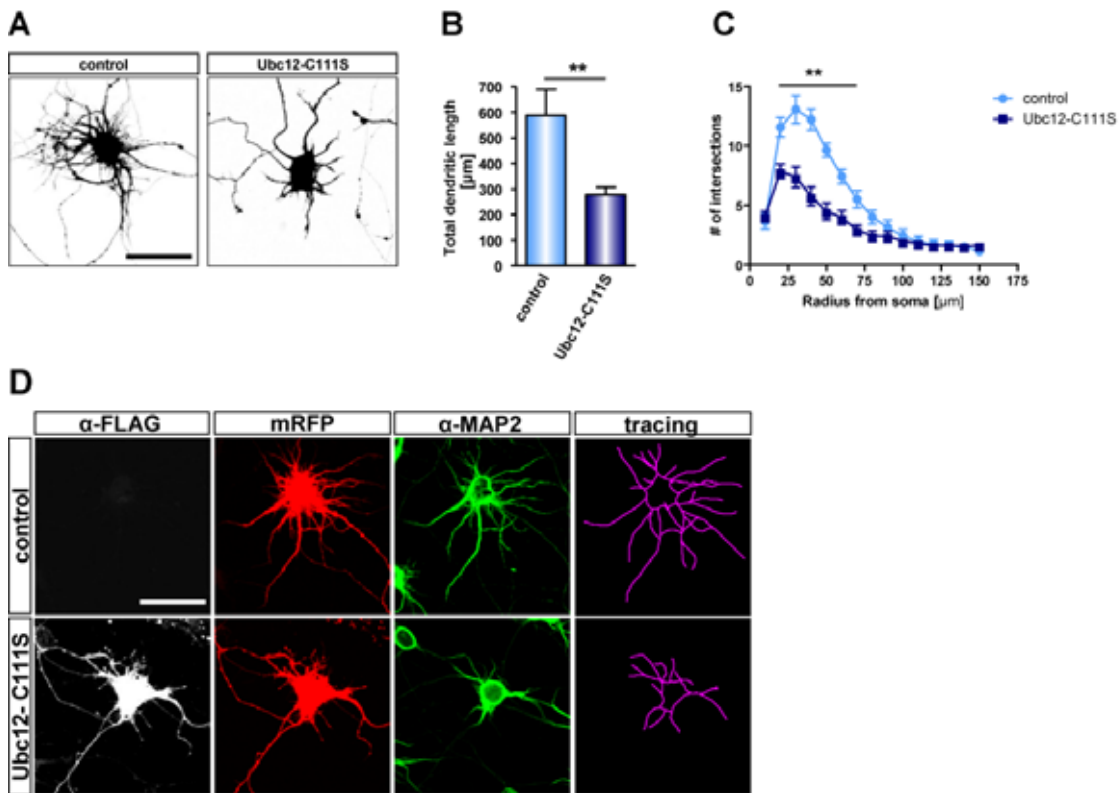 A
control
Ubc12-C111S
B
**
Total dendritic length
[µm]
700
600
500
400
300
200
100
0
control
Ubc12-C111S
C
**
# of intersections
15
10
5
0
0
25
50
75
100
125
150
175
Radius from soma [µm]
control
Ubc12-C111S
D
α-FLAG
mRFP
α-MAP2
tracing
control
Ubc12- C111S